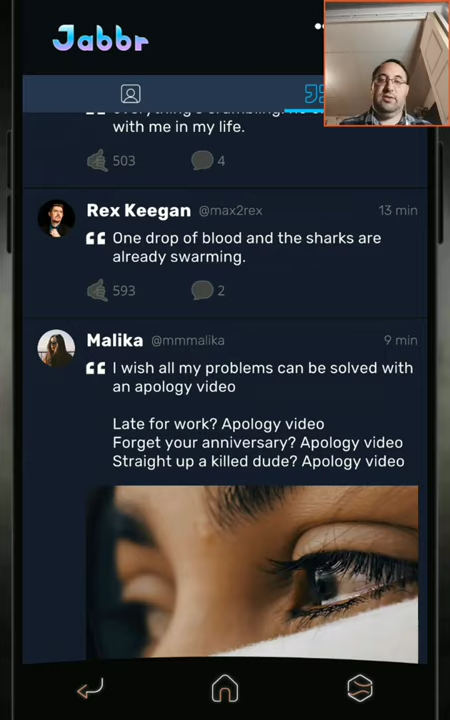 Jabbr
with me in my life.
503 4
Rex Keegan @max2rex 13 min
One drop of blood and the sharks are
already swarming.
593 2
Malika @mmmalika 9 min
I wish all my problems can be solved with
an apology video
Late for work? Apology video
Forget your anniversary? Apology video
Straight up a killed dude? Apology video